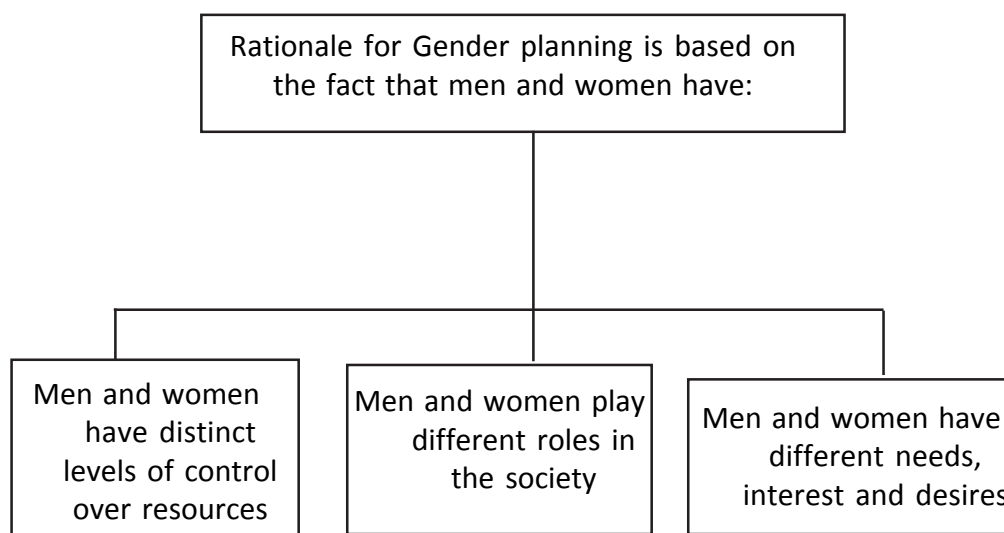 Rationale for Gender planning is based on
the fact that men and women have:
Men and women
have distinct
levels of control
over resources
Men and women play
different roles in
the society
Men and women have
different needs,
interest and desires